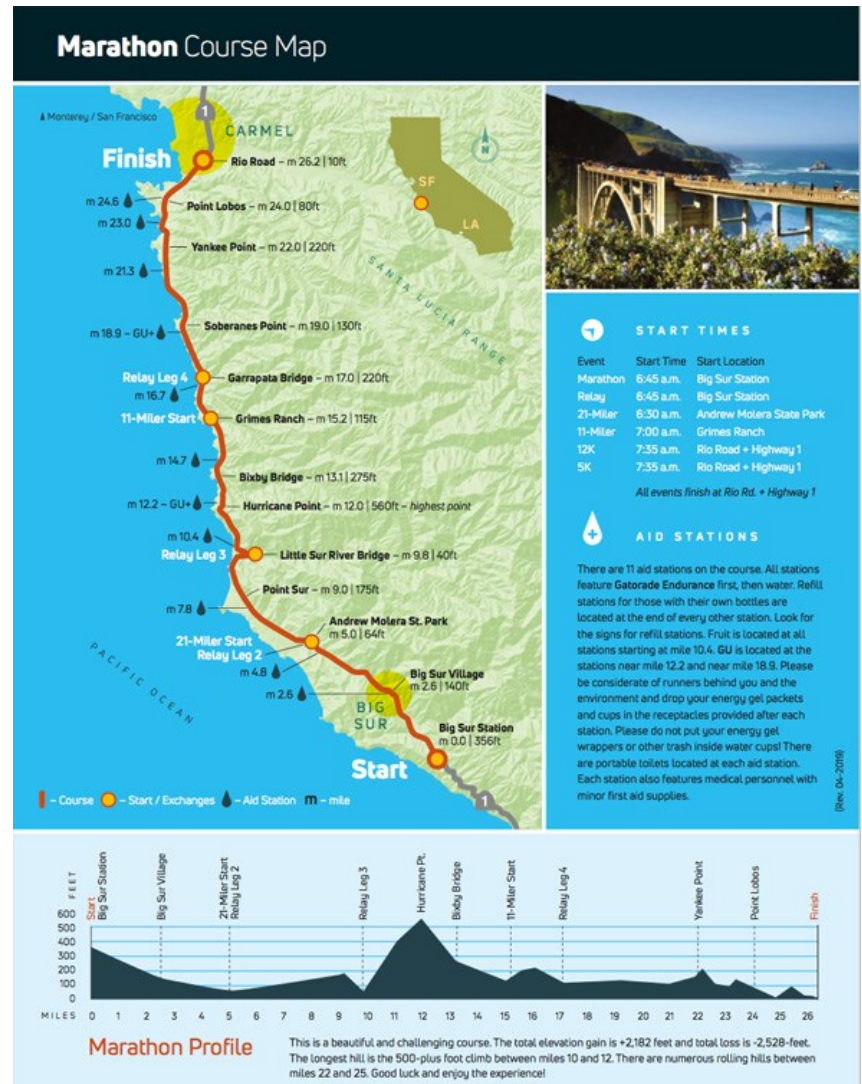 Marathon Course Map
Monterey / San Francisco
1
CARMEL
Finish
Rio Road – m 26.2 | 10ft
N
SF
LA
m 24.6
Point Lobos – m 24.0 | 80ft
m 23.0
Yankee Point – m 22.0 | 220ft
m 21.3
SANTA LUCIA RANGE
Soberanes Point – m 19.0 | 130ft
m 18.9 – GU+
Relay Leg 4
Garrapata Bridge – m 17.0 | 220ft
m 16.7
11-Miler Start
Grimes Ranch – m 15.2 | 115ft
m 14.7
Bixby Bridge – m 13.1 | 275ft
m 12.2 – GU+
Hurricane Point – m 12.0 | 560ft – highest point
m 10.4
Relay Leg 3
Little Sur River Bridge – m 9.8 | 40ft
Point Sur – m 9.0 | 175ft
m 7.8
Andrew Molera St. Park
m 5.0 | 64ft
21-Miler Start
Relay Leg 2
m 4.8
PACIFIC OCEAN
Big Sur Village
m 2.6 | 140ft
m 2.6
BIG
SUR
Big Sur Station
m 0.0 | 356ft
Start
1
– Course – Start / Exchanges – Aid Station m – mile
START TIMES
Event Start Time Start Location
Marathon 6:45 a.m. Big Sur Station
Relay 6:45 a.m. Big Sur Station
21-Miler 6:30 a.m. Andrew Molera State Park
11-Miler 7:00 a.m. Grimes Ranch
12K 7:35 a.m. Rio Road + Highway 1
5K 7:35 a.m. Rio Road + Highway 1
All events finish at Rio Rd. + Highway 1
AID STATIONS
There are 11 aid stations on the course. All stations
feature Gatorade Endurance first, then water. Refill
stations for those with their own bottles are
located at the end of every other station. Look for
the signs for refill stations. Fruit is located at all
stations starting at mile 10.4. GU is located at the
stations near mile 12.2 and near mile 18.9. Please
be considerate of runners behind you and the
environment and drop your energy gel packets
and cups in the receptacles provided after each
station. Please do not put your energy gel
wrappers or other trash inside water cups! There
are portable toilets located at each aid station.
Each station also features medical personnel with
minor first aid supplies.
(Rev. 04-2019)
FEET
600
500
400
300
200
100
0
Start
Big Sur Station
Big Sur Village
21-Miler Start
Relay Leg 2
Relay Leg 3
Hurricane Pt.
Bixby Bridge
11-Miler Start
Relay Leg 4
Yankee Point
Point Lobos
Finish
MILES 0 1 2 3 4 5 6 7 8 9 10 11 12 13 14 15 16 17 18 19 20 21 22 23 24 25 26
Marathon Profile
This is a beautiful and challenging course. The total elevation gain is +2,182 feet and total loss is -2,528-feet.
The longest hill is the 500-plus foot climb between miles 10 and 12. There are numerous rolling hills between
miles 22 and 25. Good luck and enjoy the experience!